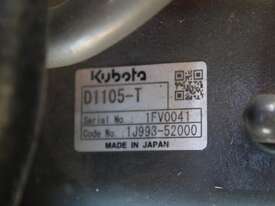 Kubota
D1105-T
Serial No. : 1FV0041
Code No. : 1J993-52000
MADE IN JAPAN